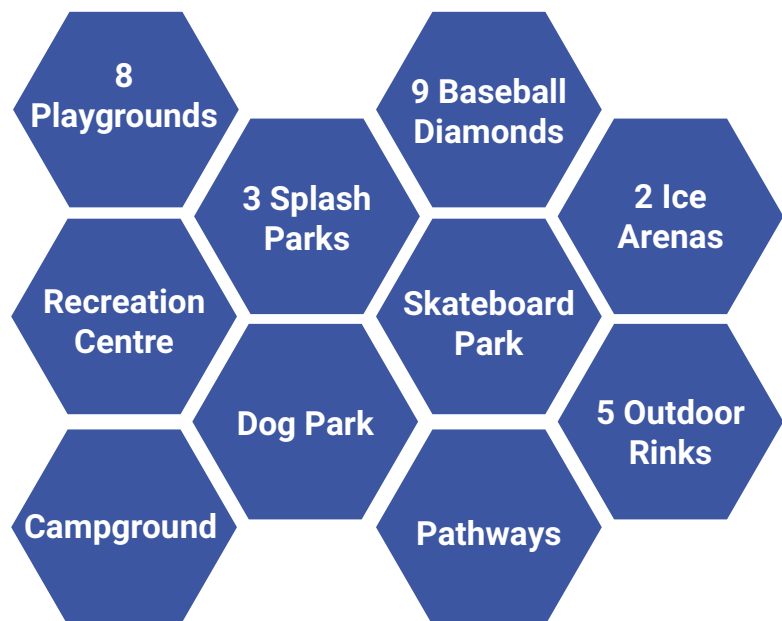 8
Playgrounds
9 Baseball
Diamonds
3 Splash
Parks
2 Ice
Arenas
Recreation
Centre
Skateboard
Park
Dog Park
5 Outdoor
Rinks
Campground
Pathways